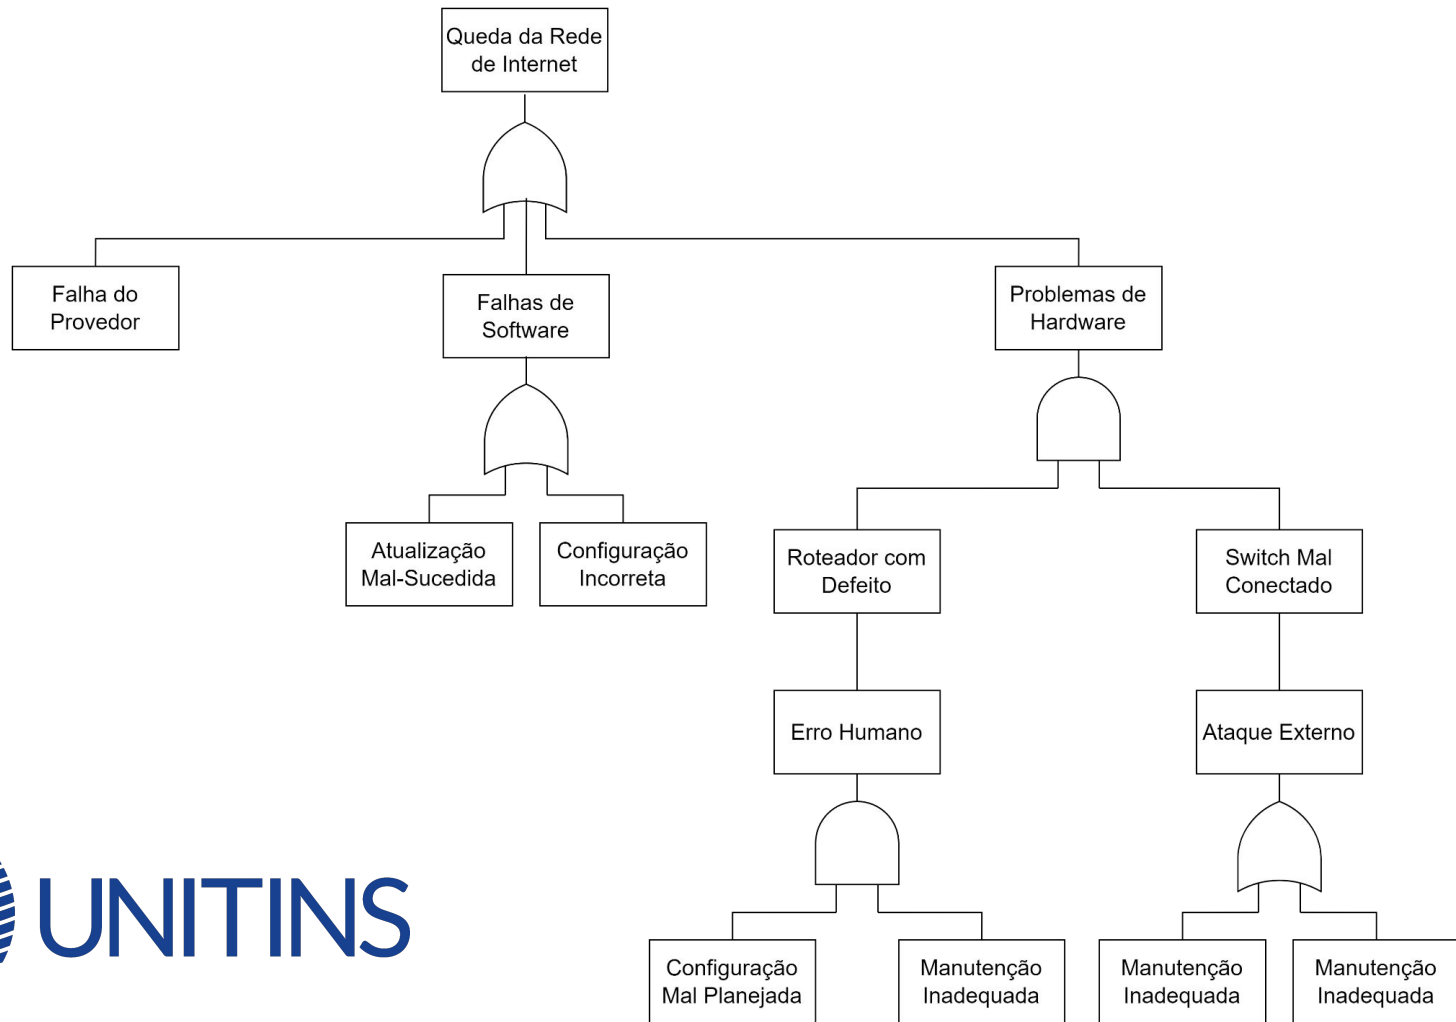 Queda da Rede
de Internet
Falha do
Provedor
Falhas de
Software
Problemas de
Hardware
Atualização
Mal-Sucedida
Configuração
Incorreta
Roteador com
Defeito
Switch Mal
Conectado
Erro Humano
Ataque Externo
Configuração
Mal Planejada
Manutenção
Inadequada
Manutenção
Inadequada
Manutenção
Inadequada
UNITINS